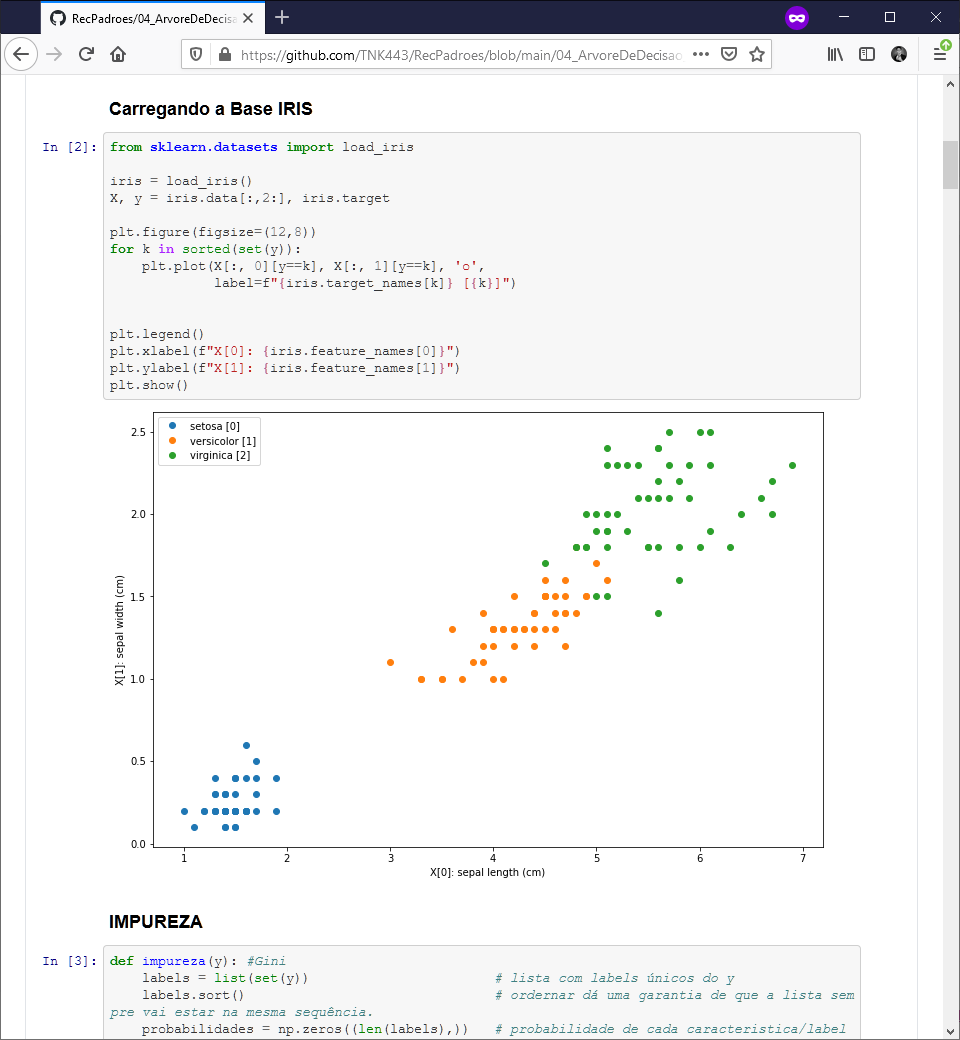 RecPadroes/04_ArvoreDeDecisa
https://github.com/TNK443/RecPadroes/blob/main/04_ArvoreDeDecisao
Carregando a Base IRIS
In [2]:
from sklearn.datasets import load_iris
iris = load_iris()
X, y = iris.data[:,2:], iris.target
plt.figure(figsize=(12,8))
for k in sorted(set(y)):
    plt.plot(X[:, 0][y==k], X[:, 1][y==k], 'o',
             label=f"{iris.target_names[k]} [{k}]")
plt.legend()
plt.xlabel(f"X[0]: {iris.feature_names[0]}")
plt.ylabel(f"X[1]: {iris.feature_names[1]}")
plt.show()
setosa [0]
versicolor [1]
virginica [2]
2.5
2.0
1.5
1.0
0.5
0.0
X[1]: sepal width (cm)
1 2 3 4 5 6 7
X[0]: sepal length (cm)
IMPUREZA
In [3]:
def impureza(y): #Gini
    labels = list(set(y)) # lista com labels únicos do y
    labels.sort() # ordernar dá uma garantia de que a lista sem
pre vai estar na mesma sequência.
    probabilidades = np.zeros((len(labels),)) # probabilidade de cada caracteristica/label